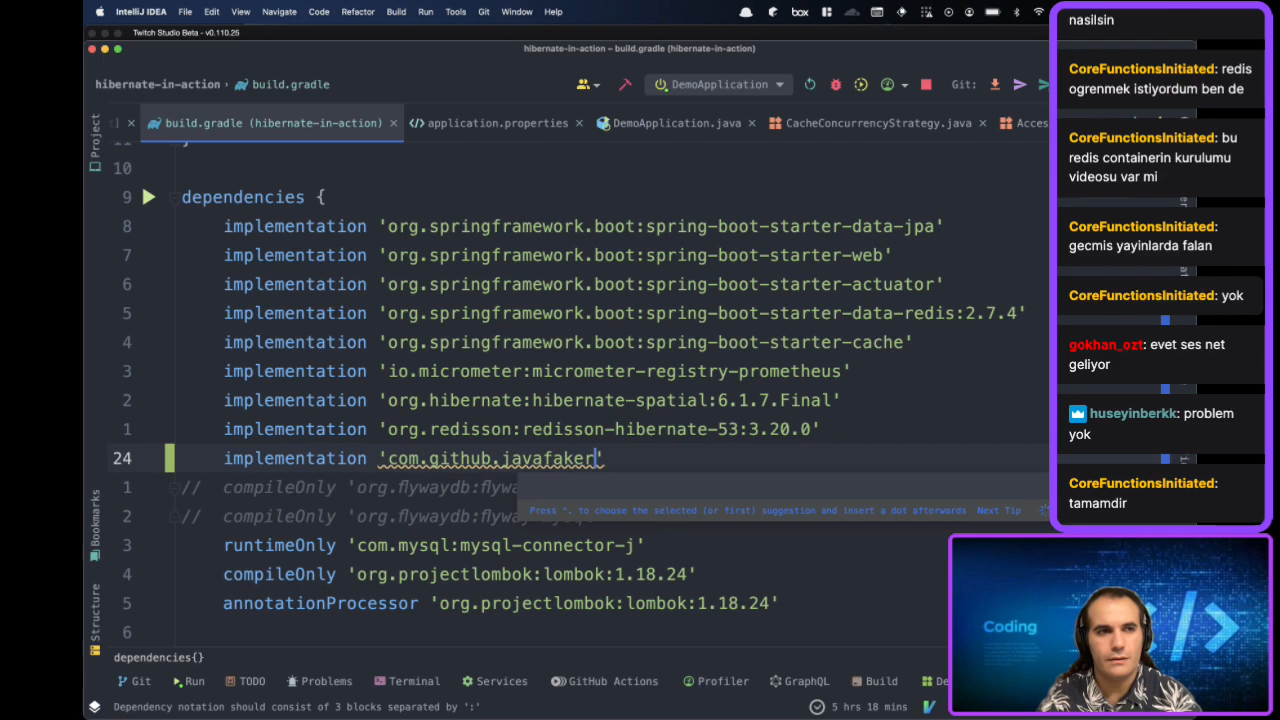 IntelliJ IDEA File Edit View Navigate Code Refactor Build Run Tools Git Window Help box
Twitch Studio Beta - v0.110.25
hibernate-in-action – build.gradle (hibernate-in-action)
hibernate-in-action › build.gradle DemoApplication Git:
build.gradle (hibernate-in-action) application.properties DemoApplication.java CacheConcurrencyStrategy.java Acces
Project
10
9 dependencies {
8 implementation 'org.springframework.boot:spring-boot-starter-data-jpa'
7 implementation 'org.springframework.boot:spring-boot-starter-web'
6 implementation 'org.springframework.boot:spring-boot-starter-actuator'
5 implementation 'org.springframework.boot:spring-boot-starter-data-redis:2.7.4'
4 implementation 'org.springframework.boot:spring-boot-starter-cache'
3 implementation 'io.micrometer:micrometer-registry-prometheus'
2 implementation 'org.hibernate:hibernate-spatial:6.1.7.Final'
1 implementation 'org.redisson:redisson-hibernate-53:3.20.0'
24 implementation 'com.github.javafaker'
1 // compileOnly 'org.flywaydb:flywa
Press ^. to choose the selected (or first) suggestion and insert a dot afterwards Next Tip
2 // compileOnly 'org.flywaydb:flyway-mysql'
3 runtimeOnly 'com.mysql:mysql-connector-j'
4 compileOnly 'org.projectlombok:lombok:1.18.24'
5 annotationProcessor 'org.projectlombok:lombok:1.18.24'
6
Bookmarks
Structure
dependencies{}
Git Run TODO Problems Terminal Services GitHub Actions Profiler GraphQL Build De
Dependency notation should consist of 3 blocks separated by ':' 5 hrs 18 mins
nasilsin
CoreFunctionsInitiated: redis
ogrenmek istiyordum ben de
CoreFunctionsInitiated: bu
redis containerin kurulumu
videosu var mi
CoreFunctionsInitiated:
gecmis yayinlarda falan
CoreFunctionsInitiated: yok
gokhan_ozt: evet ses net
geliyor
huseyinberkk: problem
yok
CoreFunctionsInitiated:
tamamdir
Coding